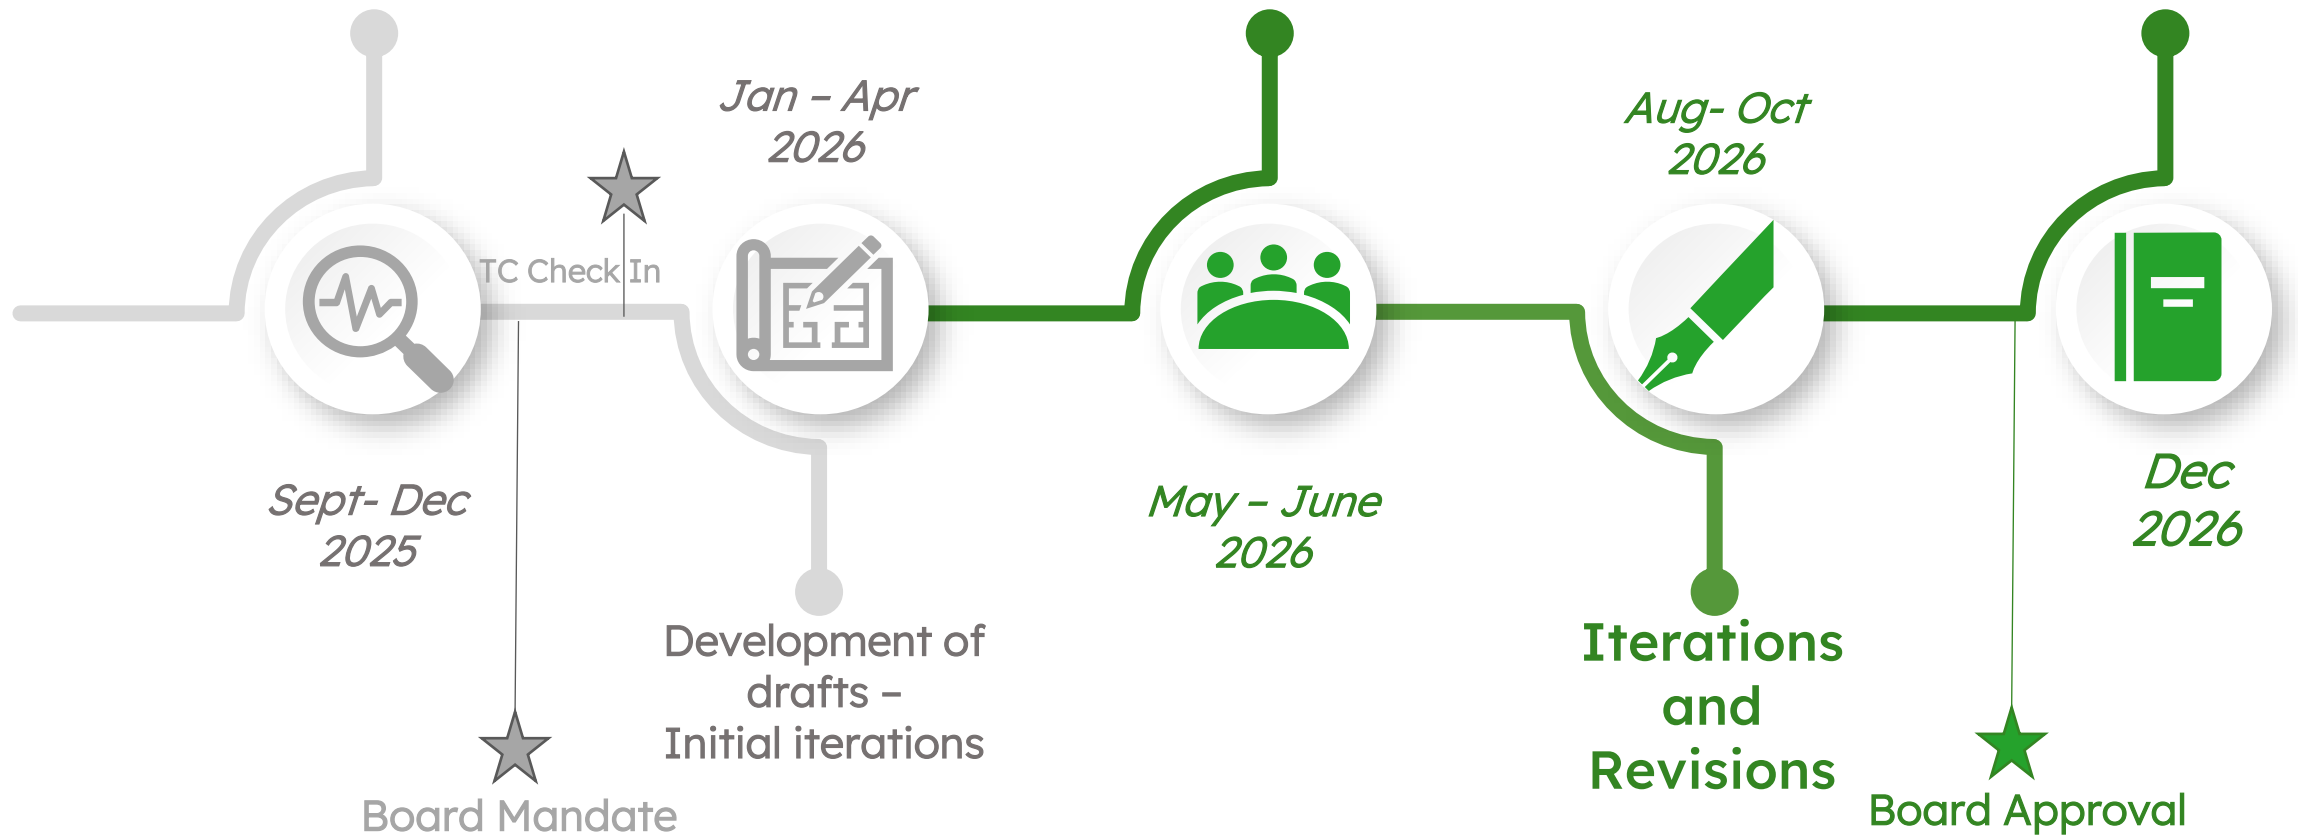 Jan – Apr
2026
Aug- Oct
2026
TC Check In
Sept- Dec
2025
May – June
2026
Dec
2026
Development of
drafts –
Initial iterations
Iterations
and
Revisions
Board Mandate
Board Approval